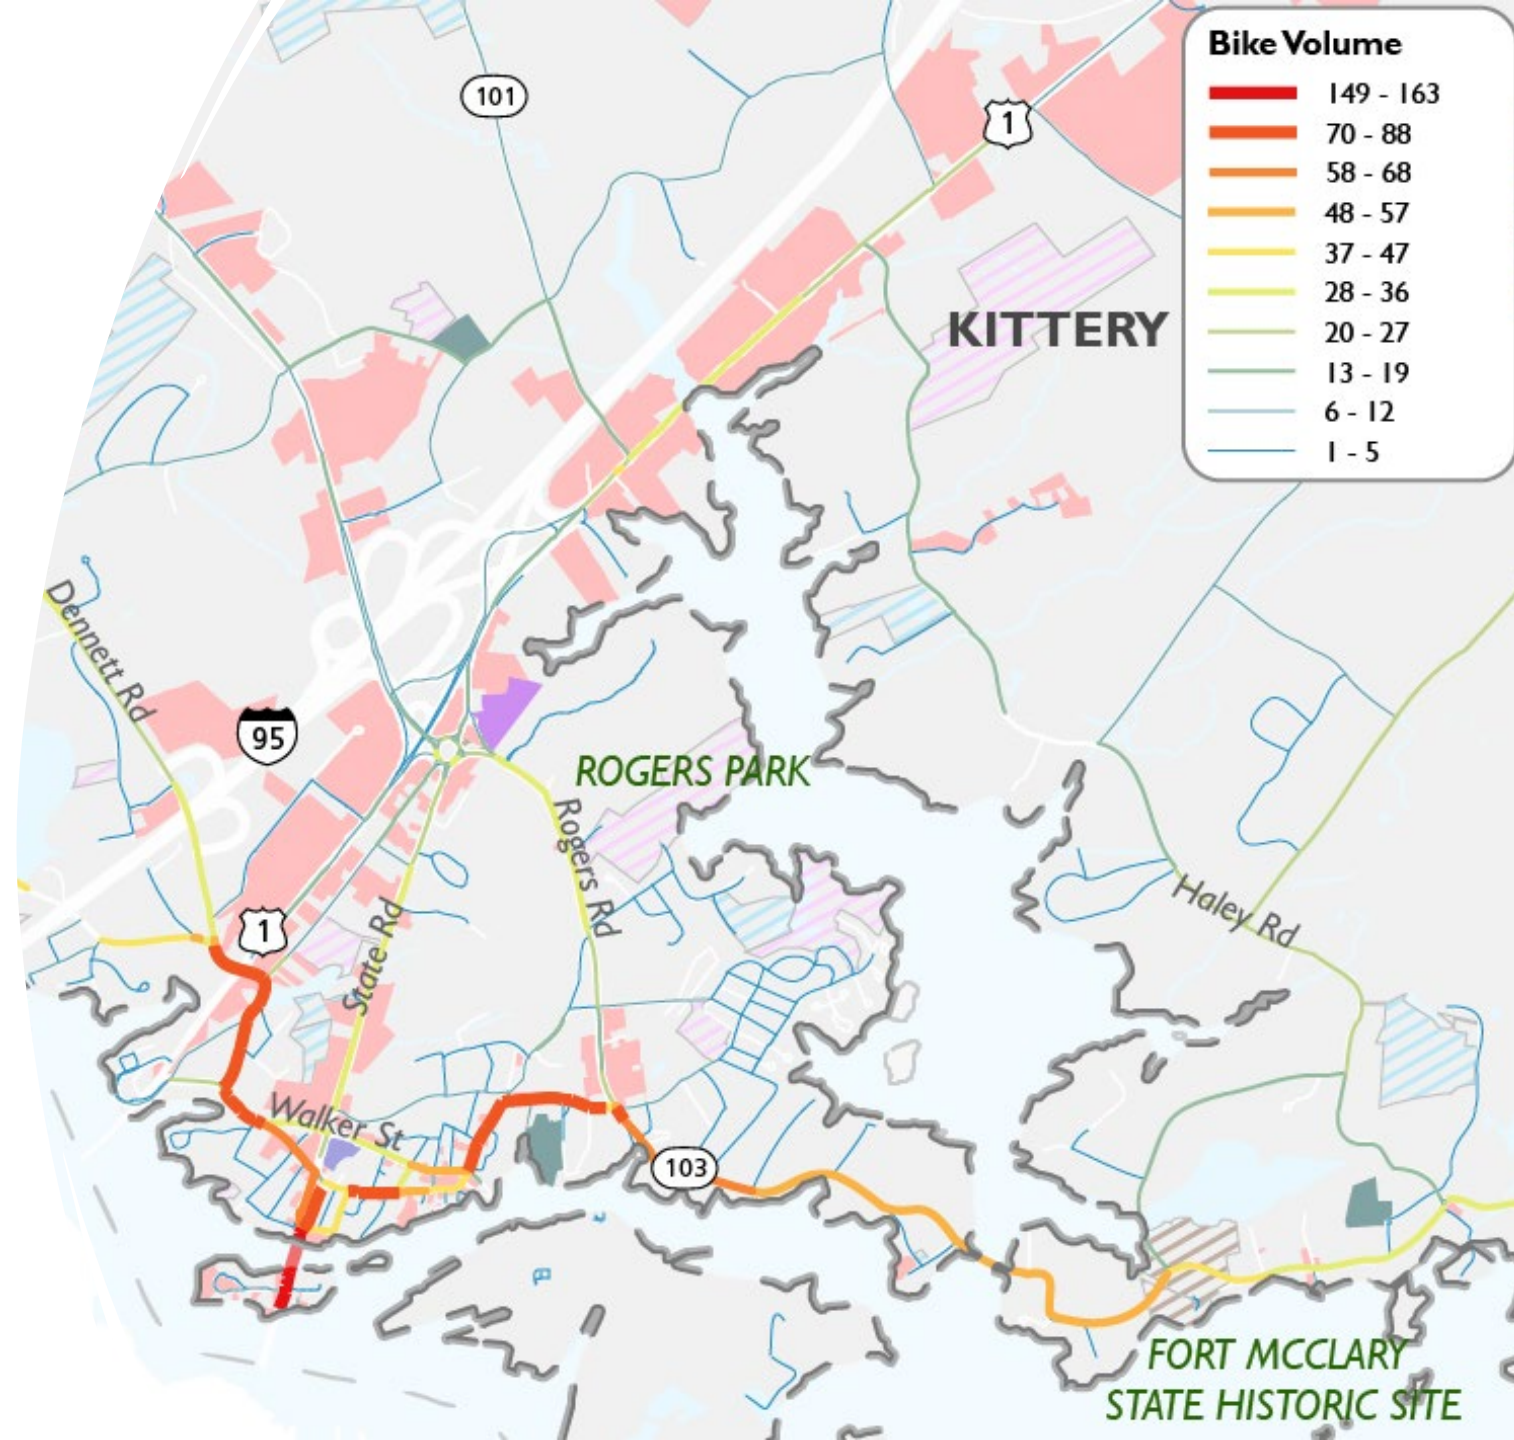 Bike Volume
149 - 163
70 - 88
58 - 68
48 - 57
37 - 47
28 - 36
20 - 27
13 - 19
6 - 12
1 - 5
101
1
KITTERY
Dennett Rd
95
ROGERS PARK
Rogers Rd
1
State Rd
Haley Rd
Walker St
103
FORT MCCLARY
STATE HISTORIC SITE